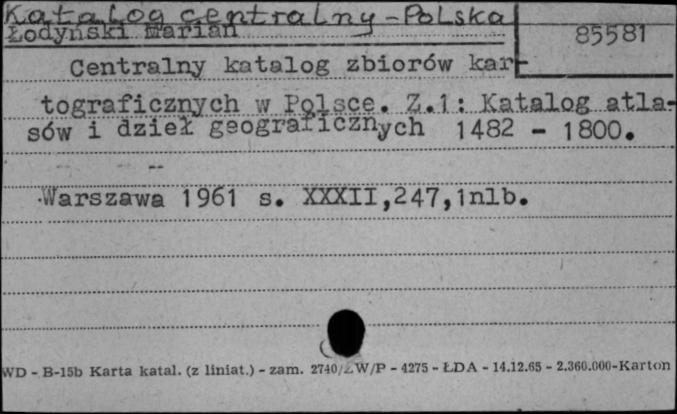 Katalog centralny - Polska
Łodyński Marian
85581
Centralny katalog zbiorów kar-
tograficznych w Polsce. Z.1: Katalog atla-
sów i dzieł geograficznych 1482 - 1800.
Warszawa 1961 s. XXXII,247,1nlb.
WD - B-15b Karta katal. (z liniat.) - zam. 2740/ZW/P - 4275 - ŁDA - 14.12.65 - 2.360.000-Karton